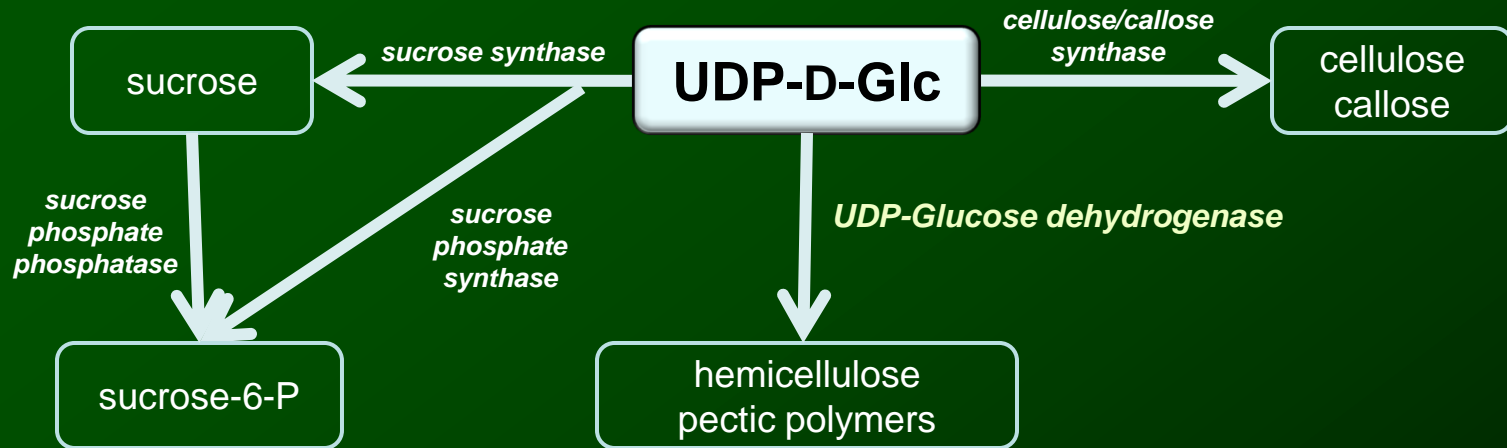 sucrose
sucrose synthase
UDP-D-Glc
cellulose/callose
synthase
cellulose
callose
sucrose
phosphate
phosphatase
sucrose
phosphate
synthase
UDP-Glucose dehydrogenase
sucrose-6-P
hemicellulose
pectic polymers